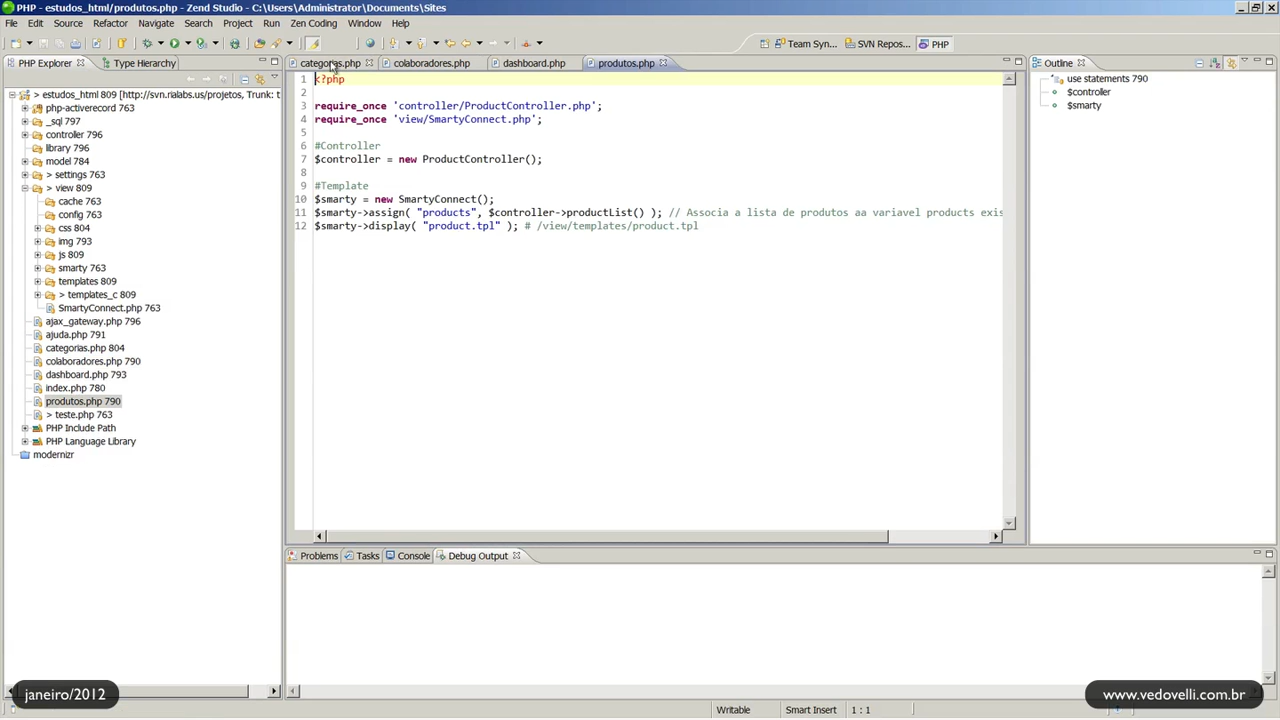 PHP - estudos_html/produtos.php - Zend Studio - C:\Users\Administrator\Documents\Sites
File Edit Source Refactor Navigate Search Project Run Zen Coding Window Help
Team Syn... SVN Repos... PHP
PHP Explorer Type Hierarchy
categorias.php colaboradores.php dashboard.php produtos.php
Outline
estudos_html 809 [http://svn.rialabs.us/projetos, Trunk: t
php-activerecord 763
_sql 797
controller 796
library 796
model 784
> settings 763
> view 809
cache 763
config 763
css 804
img 793
js 809
smarty 763
templates 809
> templates_c 809
SmartyConnect.php 763
ajax_gateway.php 796
ajuda.php 791
categorias.php 804
colaboradores.php 790
dashboard.php 793
index.php 780
produtos.php 790
> teste.php 763
PHP Include Path
PHP Language Library
modernizr
1 <?php
2
3 require_once 'controller/ProductController.php';
4 require_once 'view/SmartyConnect.php';
5
6 #Controller
7 $controller = new ProductController();
8
9 #Template
10 $smarty = new SmartyConnect();
11 $smarty->assign( "products", $controller->productList() ); // Associa a lista de produtos aa variavel products exis
12 $smarty->display( "product.tpl" ); # /view/templates/product.tpl
use statements 790
$controller
$smarty
Problems Tasks Console Debug Output
janeiro/2012
www.vedovelli.com.br
Writable Smart Insert 1 : 1